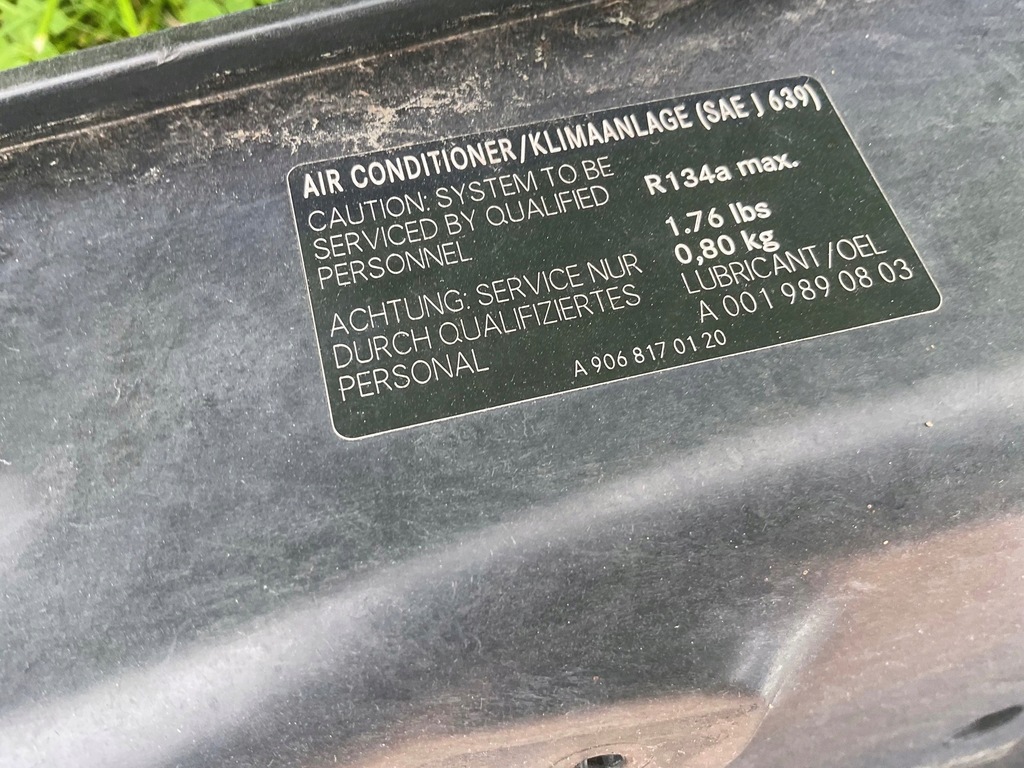 AIR CONDITIONER/KLIMAANLAGE (SAE J 639)
CAUTION: SYSTEM TO BE
SERVICED BY QUALIFIED
PERSONNEL
ACHTUNG: SERVICE NUR
DURCH QUALIFIZIERTES
PERSONAL
R134a max.
1.76 lbs
0,80 kg
LUBRICANT/OEL
A 001 989 08 03
A 906 817 01 20